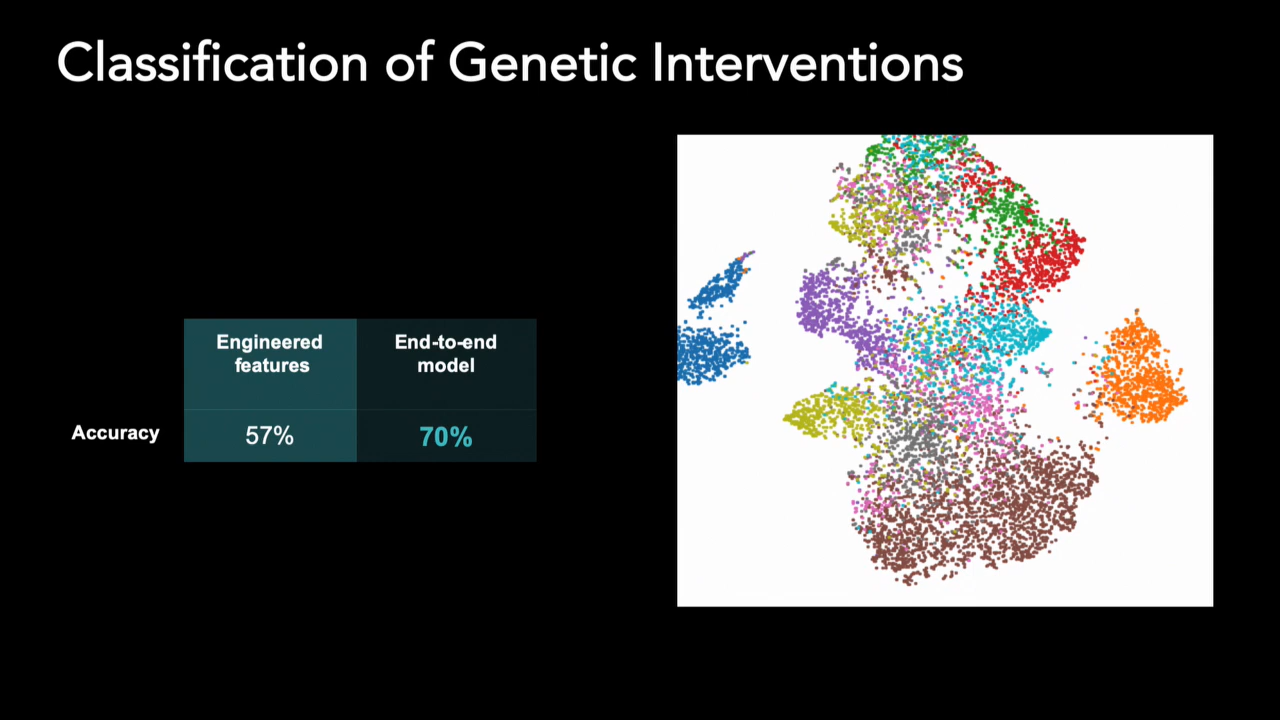 Classification of Genetic Interventions
Engineered
features
End-to-end
model
Accuracy
57%
70%